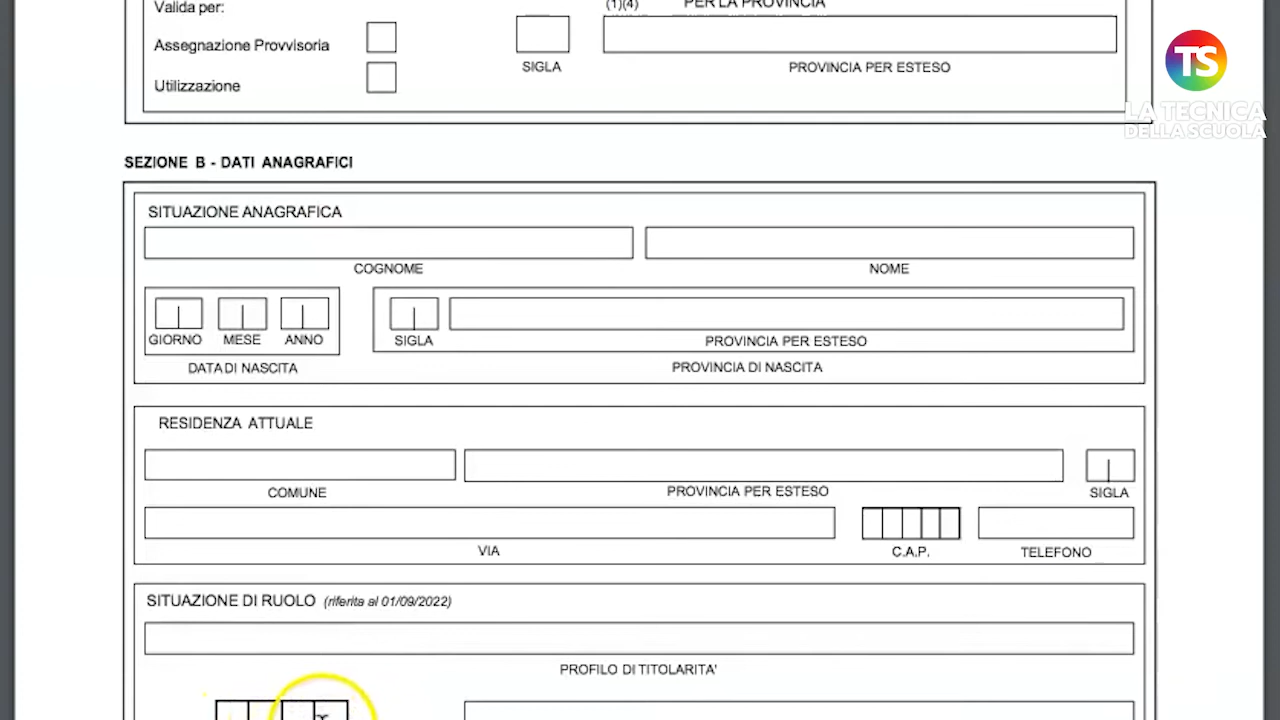 Valida per:
(1)(4) PER LA PROVINCIA
Assegnazione Provvisoria
SIGLA
PROVINCIA PER ESTESO
Utilizzazione
TS
LA TECNICA
DELLA SCUOLA
SEZIONE B - DATI ANAGRAFICI
SITUAZIONE ANAGRAFICA
COGNOME
NOME
GIORNO MESE ANNO
SIGLA
PROVINCIA PER ESTESO
DATA DI NASCITA
PROVINCIA DI NASCITA
RESIDENZA ATTUALE
COMUNE
PROVINCIA PER ESTESO
SIGLA
VIA
C.A.P.
TELEFONO
SITUAZIONE DI RUOLO (riferita al 01/09/2022)
PROFILO DI TITOLARITA'